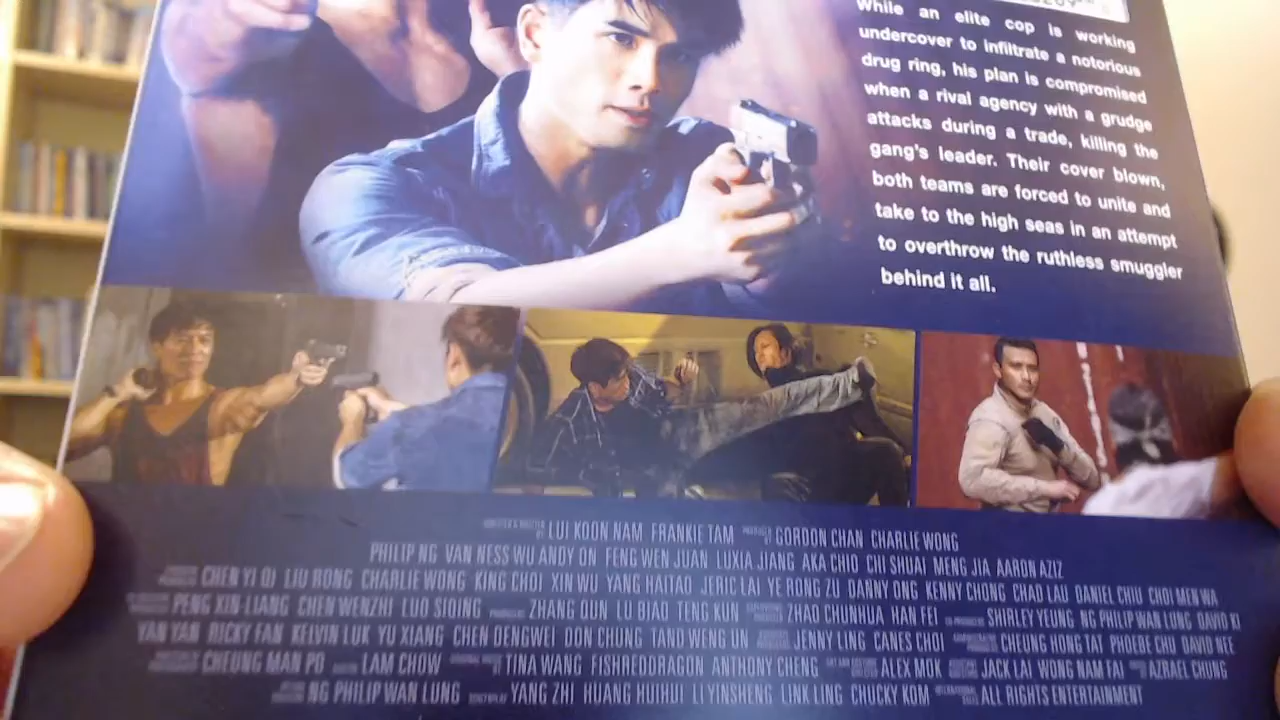 While an elite cop is working
undercover to infiltrate a notorious
drug ring, his plan is compromised
when a rival agency with a grudge
attacks during a trade, killing the
gang's leader. Their cover blown,
both teams are forced to unite and
take to the high seas in an attempt
to overthrow the ruthless smuggler
behind it all.
LUI KOON NAM FRANKIE TAM GORDON CHAN CHARLIE WONG
PHILIP NG VAN NESS WU ANDY ON FENG WEN JUAN LUXIA JIANG AKA CHIO CHI SHUAI MENG JIA AARON AZIZ
CHEN YI QI LIU RONG CHARLIE WONG KING CHOI XIN WU YANG HAITAO JERIC LAI YE RONG ZU DANNY ONG KENNY CHONG CHAD LAU DANIEL CHIU CHOI MEN WA
PENG XIN-LIANG CHEN WENZHI LUO SIQING ZHANG QUN LU BIAO TENG KUN ZHAO CHUNHUA HAN FEI SHIRLEY YEUNG NG PHILIP WAN LUNG DAVID KI
YAN YAN RICKY FAN KELVIN LUK YU XIANG CHEN DENGWEI DON CHUNG TAND WENG UN JENNY LING CANES CHOI CHEUNG HONG TAT PHOEBE CHU DAVID KEE
CHEUNG MAN PO LAM CHOW TINA WANG FISHREDDRAGON ANTHONY CHENG ALEX MOK JACK LAI WONG NAM FAI AZRAEL CHUNG
NG PHILIP WAN LUNG YANG ZHI HUANG HUIHUI LI YINSHENG LINK LING CHUCKY KOM ALL RIGHTS ENTERTAINMENT